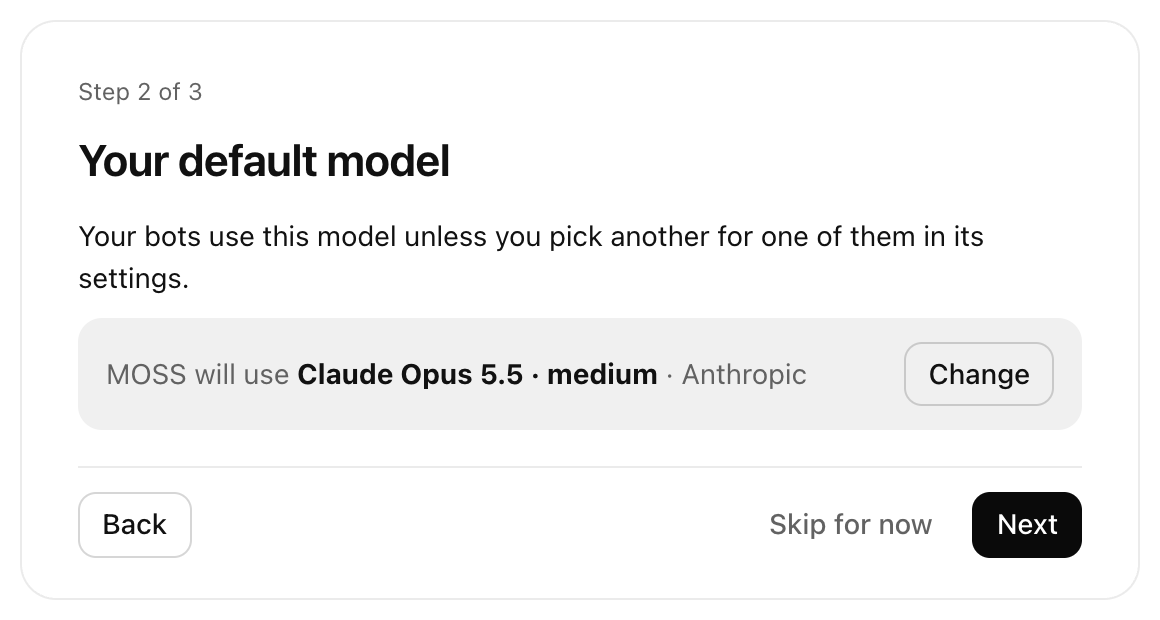 Step 2 of 3
Your default model
Your bots use this model unless you pick another for one of them in its
settings.
MOSS will use Claude Opus 5.5 · medium · Anthropic
Change
Back
Skip for now
Next